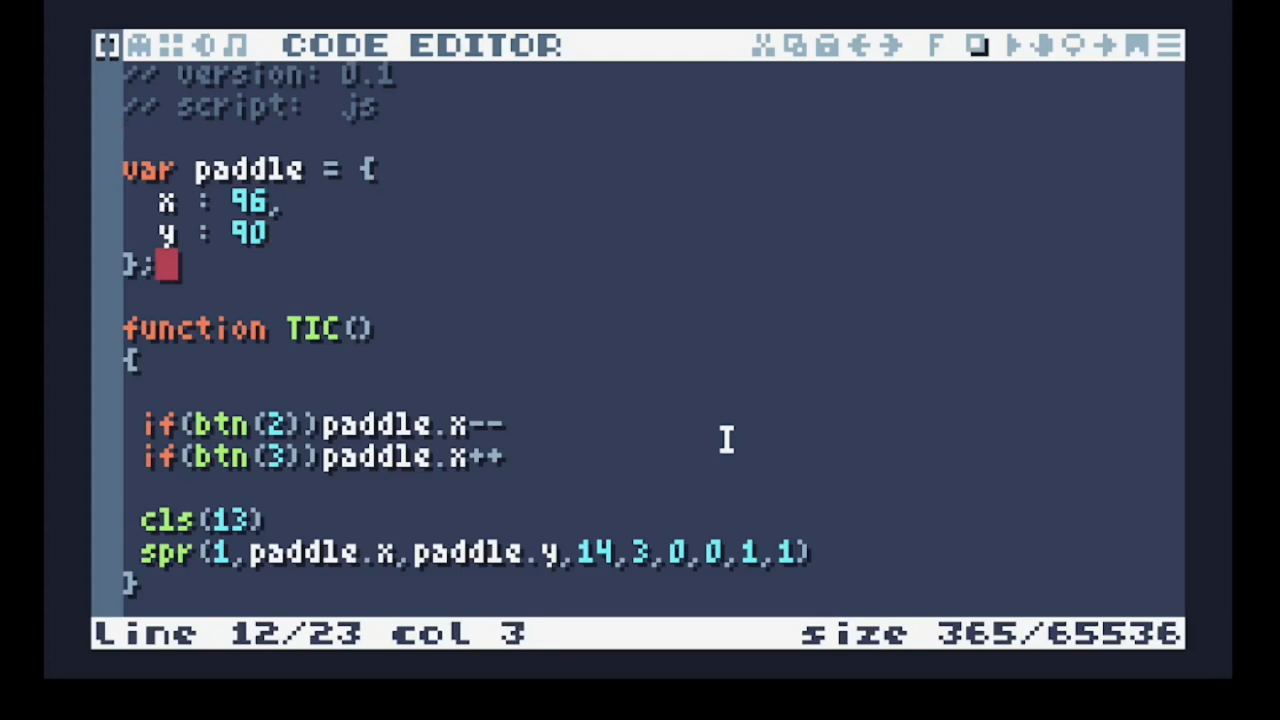 CODE EDITOR F
// version: 0.1
// script:  js
var paddle = {
x : 96,
y : 90
};
function TIC()
{
if(btn(2))paddle.x--
if(btn(3))paddle.x++
cls(13)
spr(1,paddle.x,paddle.y,14,3,0,0,1,1)
}
line 12/23 col 3 size 365/65536